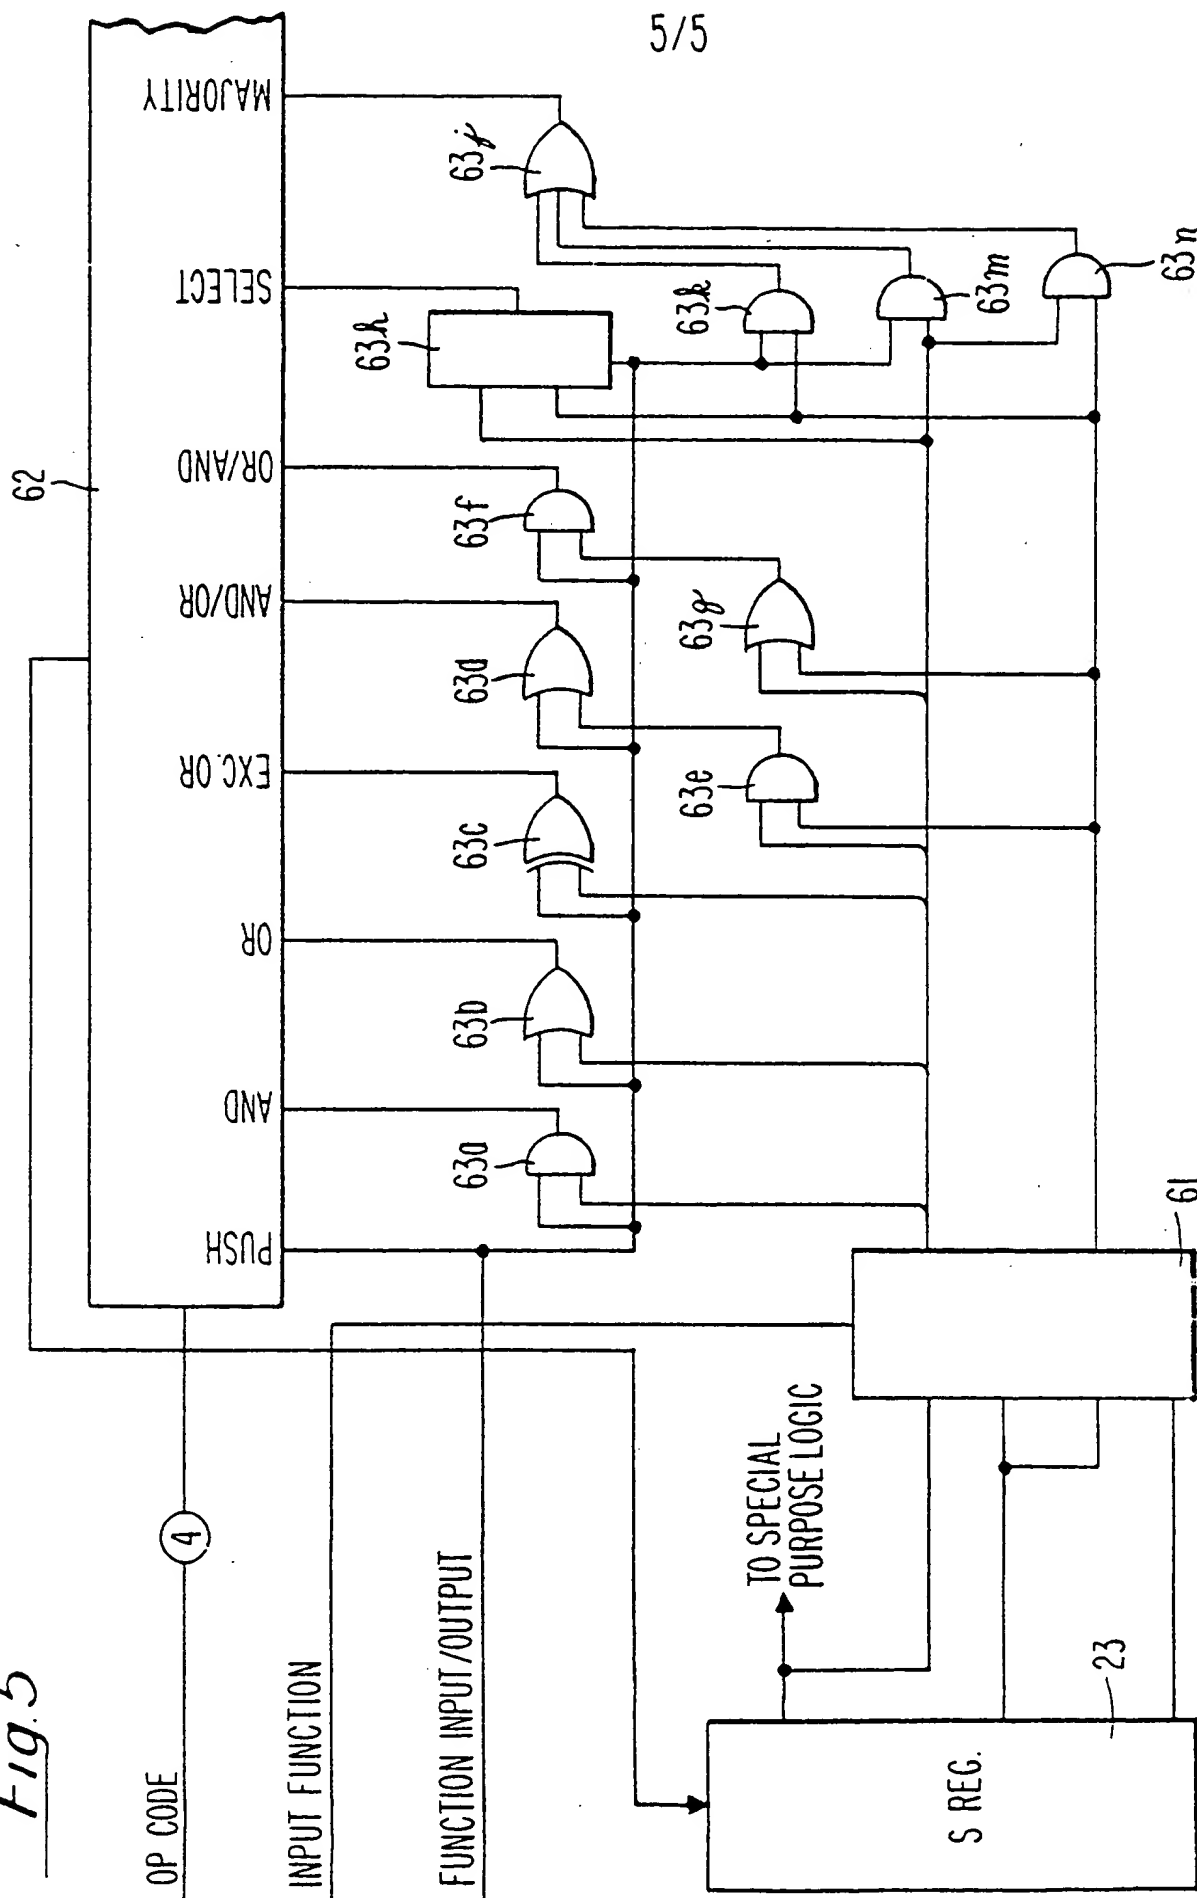 5/5
Fig. 5
OP CODE
4
INPUT FUNCTION
FUNCTION INPUT/OUTPUT
62
PUSH
AND
OR
EXC. OR
AND/OR
OR/AND
SELECT
MAJORITY
63a
63b
63c
63d
63f
63h
63j
63e
63g
63k
63m
63n
TO SPECIAL
PURPOSE LOGIC
S REG.
23
61